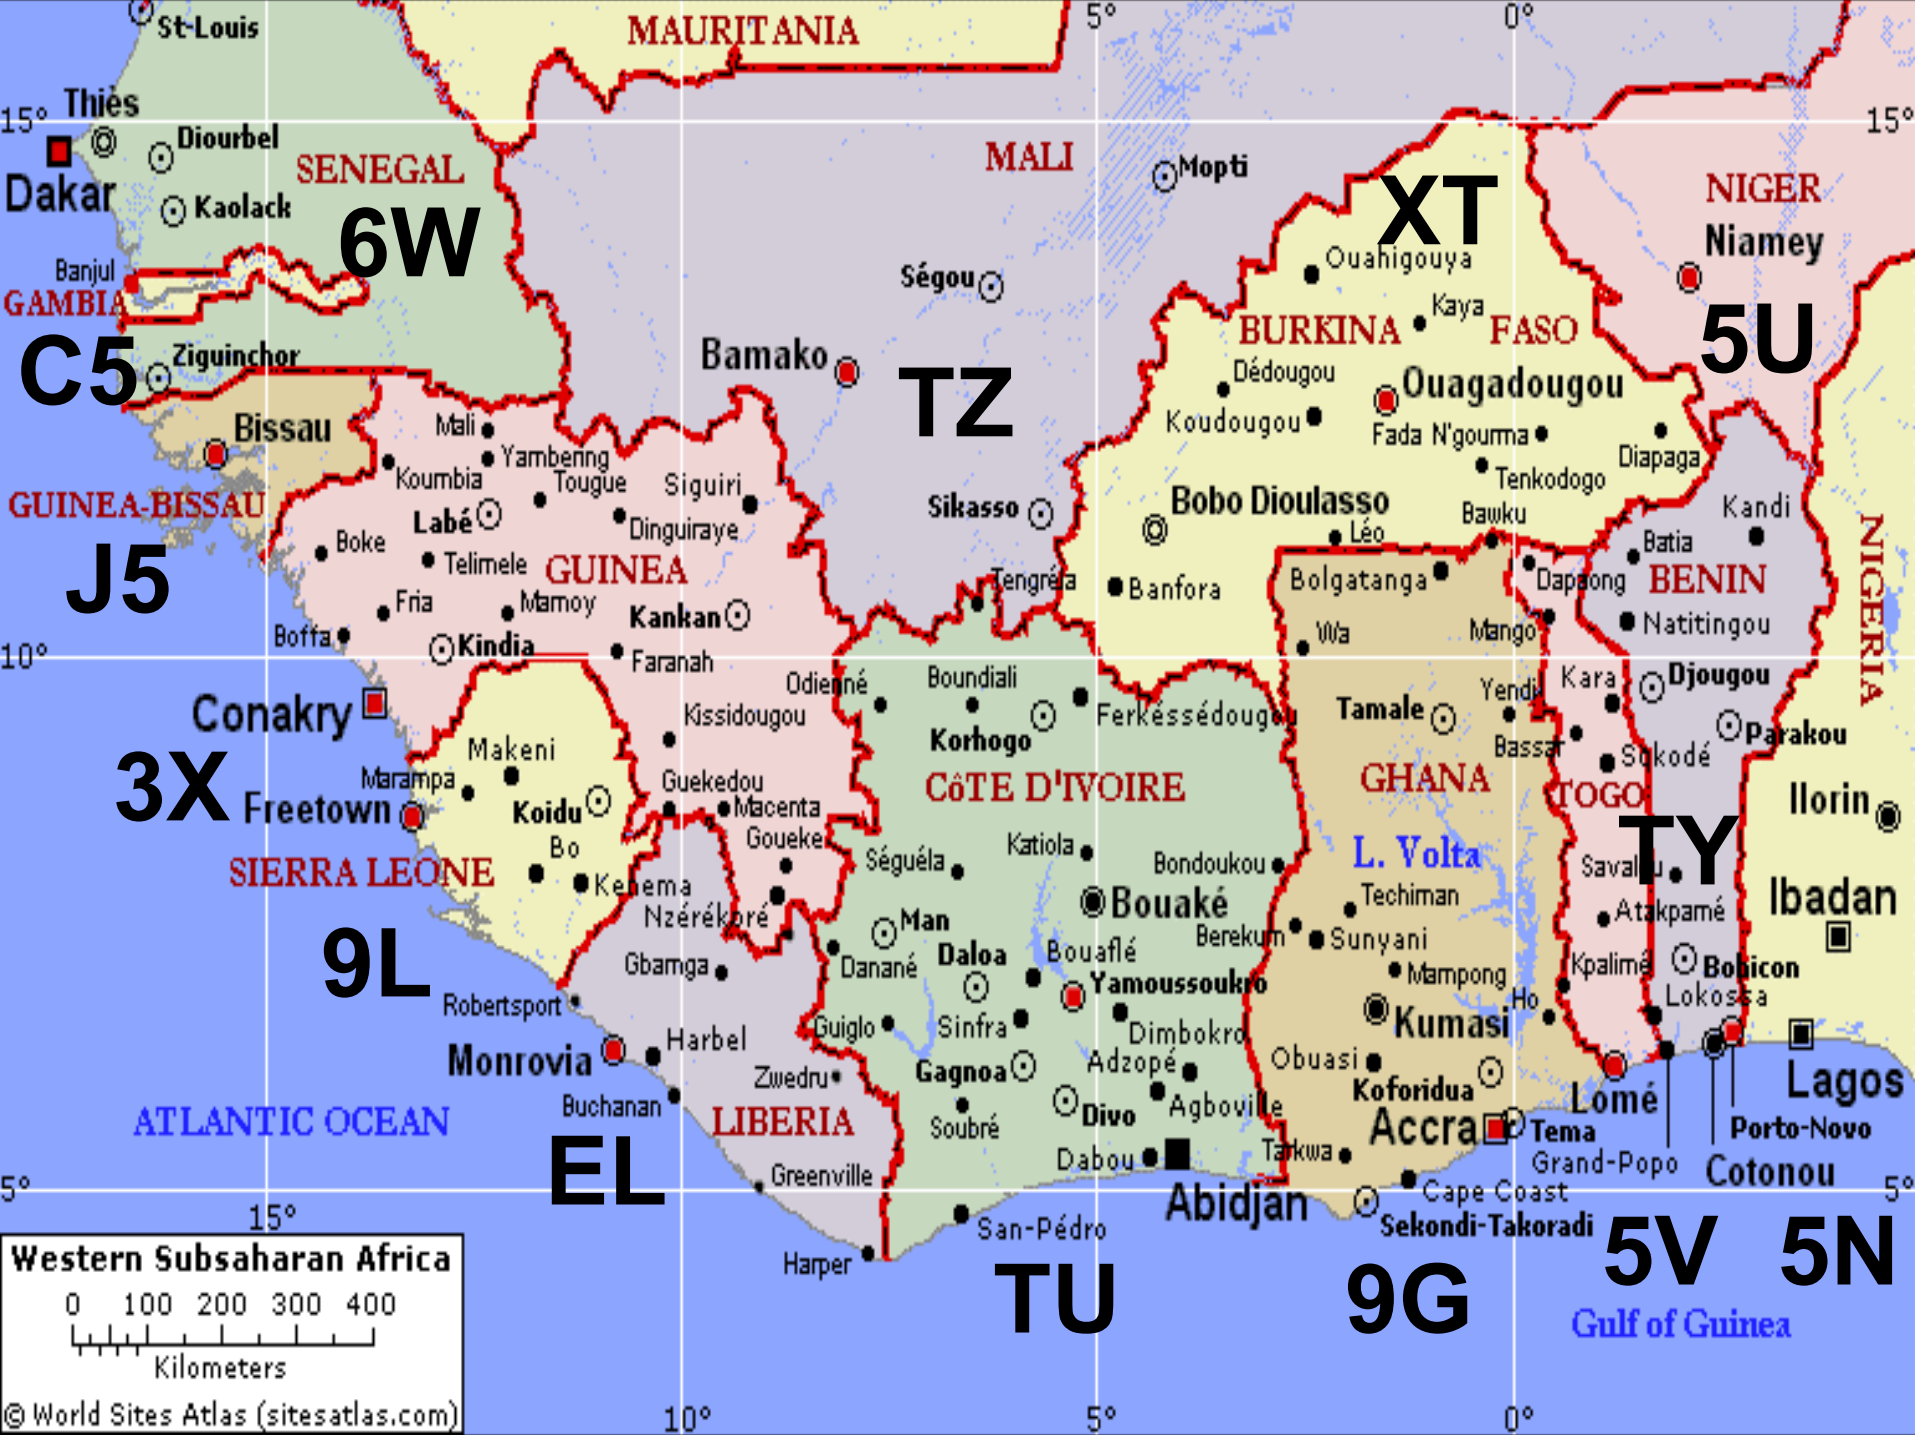 St-Louis
MAURITANIA
5°
0°
Thiès
15°
15°
Diourbel
SENEGAL
MALI
Mopti
Dakar
Kaolack
6W
XT
NIGER
Niamey
Banjul
Ségou
Ouahigouya
GAMBIA
Kaya
BURKINA FASO
5U
C5
Ziguinchor
Bamako
TZ
Dédougou
Ouagadougou
Koudougou
Bissau
Mali
Fada N'gourma
Diapaga
Yambering
Koumbia
Tougue
Siguiri
Tenkodogo
GUINEA-BISSAU
Labé
Dinguiraye
Sikasso
Bobo Dioulasso
Bawku
Kandi
NIGERIA
Boke
Léo
Batia
J5
Telimele
GUINEA
Tengréla
Banfora
Bolgatanga
Dapaong
BENIN
Fria
Mamoy
Kankan
Wa
Mango
Natitingou
Boffa
Kindia
10°
Faranah
Odienné
Boundiali
Kara
Djougou
Conakry
Kissidougou
Korhogo
Ferkéssédougou
Tamale
Yendi
Bassar
Parakou
Makeni
Sokodé
3X
Marampa
Guekedou
CôTE D'IVOIRE
GHANA
TOGO
Freetown
Koidu
Macenta
Goueke
Ilorin
Bo
Katiola
L. Volta
TY
SIERRA LEONE
Kenema
Séguéla
Bondoukou
Savalou
Nzérékoré
Bouaké
Techiman
Ibadan
Man
Atakpamé
9L
Gbamga
Danané
Daloa
Bouaflé
Berekum
Sunyani
Kpalimé
Bohicon
Robertsport
Yamoussoukro
Mampong
Ho
Lokossa
Guiglo
Sinfra
Dimbokro
Kumasi
Monrovia
Harbel
Zwedru
Gagnoa
Adzopé
Obuasi
Koforidua
Lagos
Buchanan
Divo
Agboville
Lomé
ATLANTIC OCEAN
LIBERIA
Soubré
Accra
Tema
Porto-Novo
EL
Dabou
Tarkwa
Grand-Popo
Cotonou
Greenville
5°
5°
15°
Abidjan
Cape Coast
San-Pédro
Sekondi-Takoradi
5V
5N
Harper
TU
9G
Gulf of Guinea
Western Subsaharan Africa
0 100 200 300 400
Kilometers
© World Sites Atlas (sitesatlas.com)
10°
5°
0°